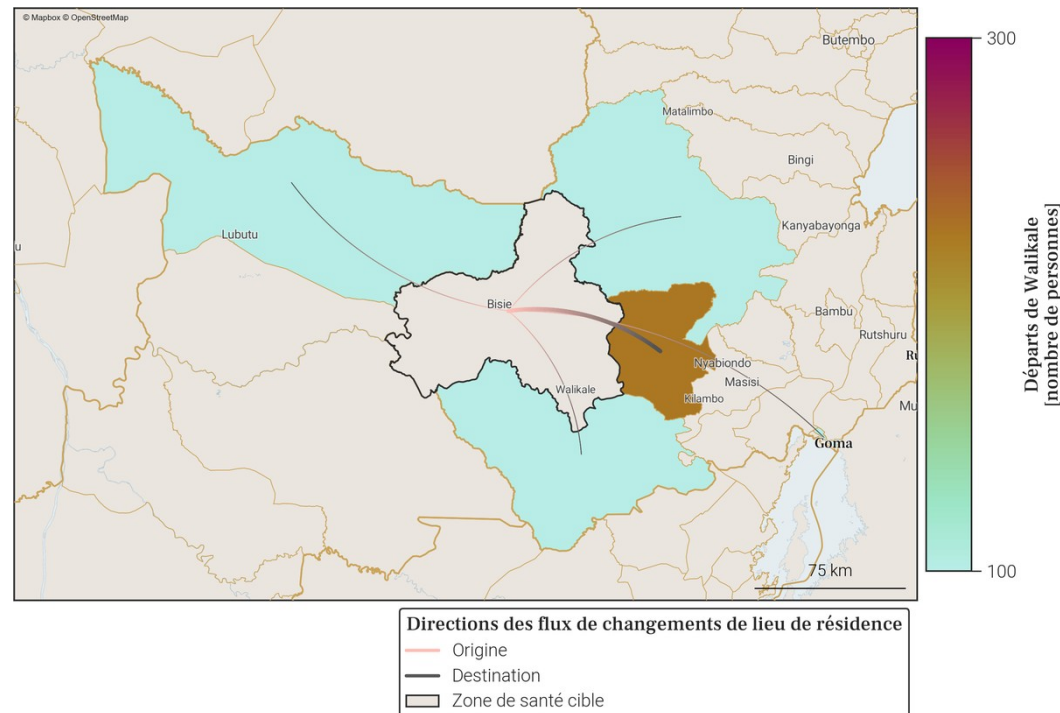 © Mapbox © OpenStreetMap
Butembo
Matalimbo
Bingi
Kanyabayonga
Lubutu
u
Bisie
Bambu
Rutshuru
Ru
Nyabiondo
Masisi
Walikale
Kilambo
Mu
Goma
75 km
300
100
Départs de Walikale
[nombre de personnes]
Directions des flux de changements de lieu de résidence
Origine
Destination
Zone de santé cible